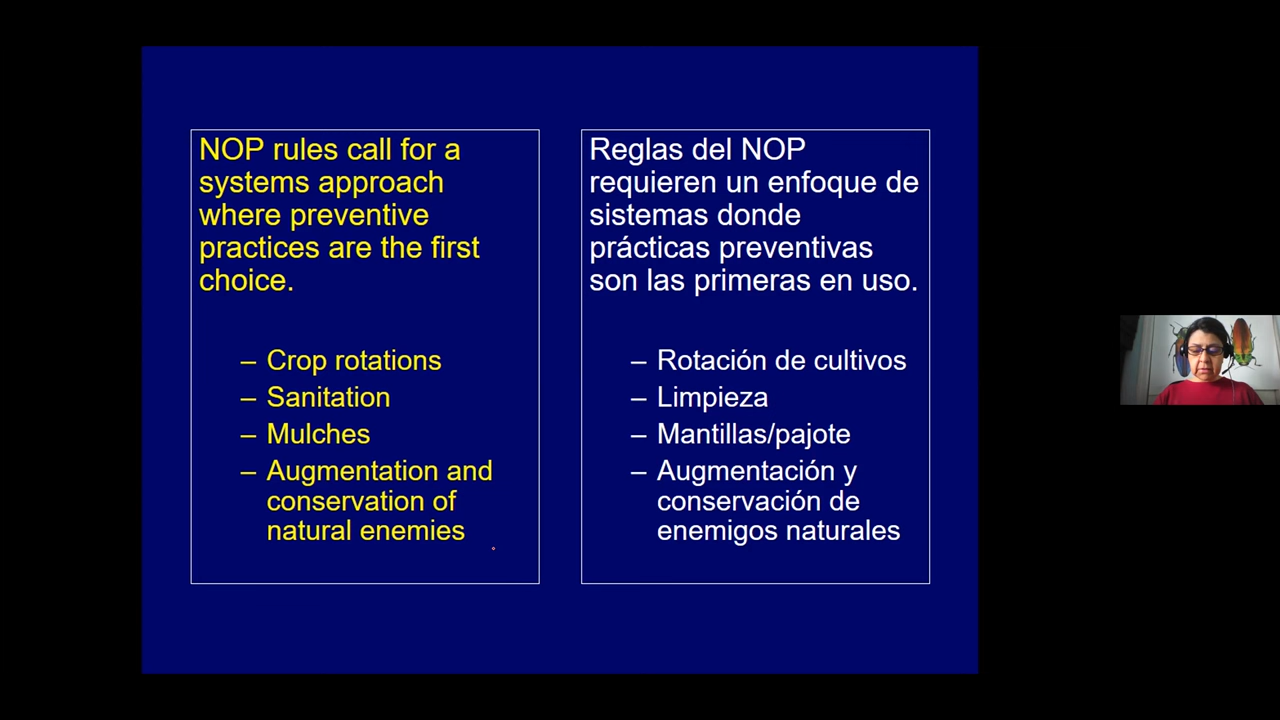 NOP rules call for a
systems approach
where preventive
practices are the first
choice.
– Crop rotations
– Sanitation
– Mulches
– Augmentation and
conservation of
natural enemies
Reglas del NOP
requieren un enfoque de
sistemas donde
prácticas preventivas
son las primeras en uso.
– Rotación de cultivos
– Limpieza
– Mantillas/pajote
– Augmentación y
conservación de
enemigos naturales